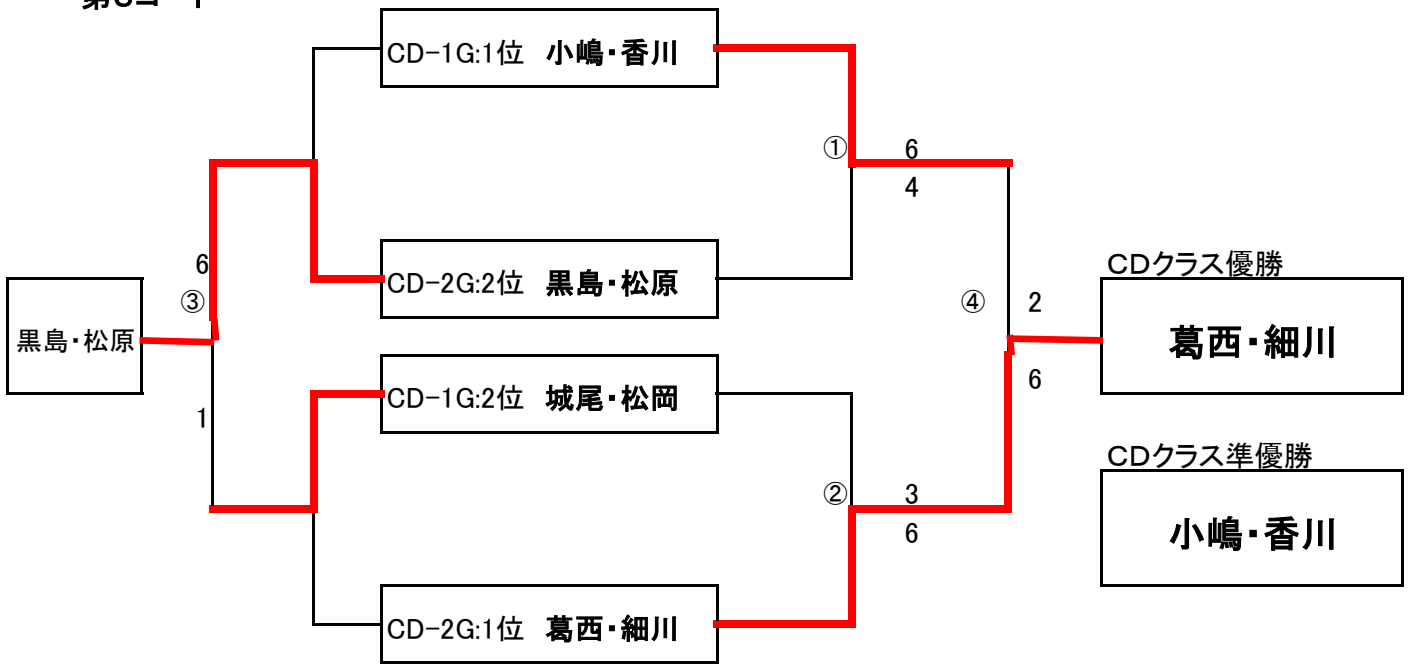 CD-1G:1位 小嶋・香川
①
6
4
CD-2G:2位 黒島・松原
6
③
黒島・松原
1
④
2
6
CDクラス優勝
葛西・細川
CD-1G:2位 城尾・松岡
②
3
6
CDクラス準優勝
小嶋・香川
CD-2G:1位 葛西・細川